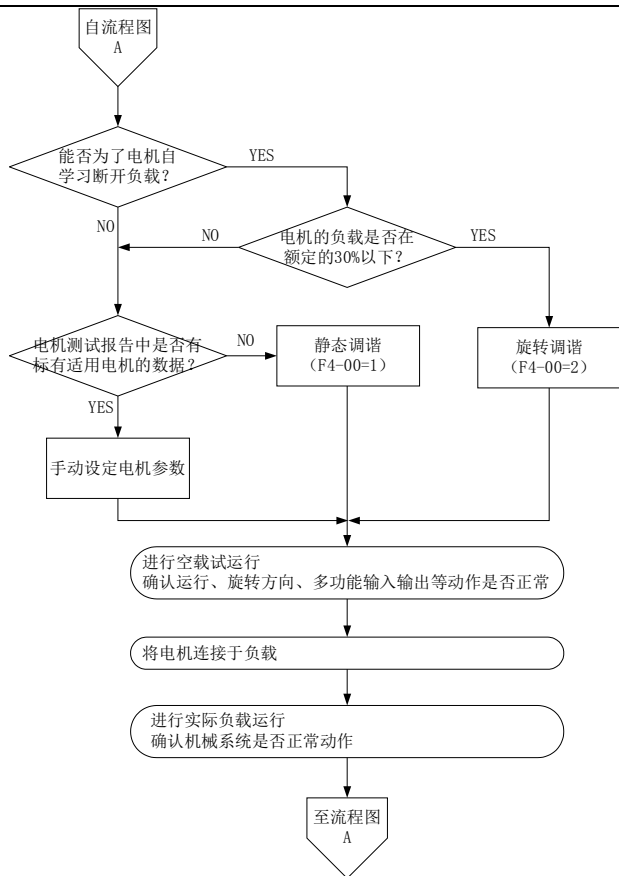 自流程图
A
能否为了电机自
学习断开负载?
YES
NO
电机的负载是否在
额定的30%以下?
NO
YES
电机测试报告中是否有
标有适用电机的数据?
NO
YES
静态调谐
(F4-00=1)
旋转调谐
(F4-00=2)
手动设定电机参数
进行空载试运行
确认运行、旋转方向、多功能输入输出等动作是否正常
将电机连接于负载
进行实际负载运行
确认机械系统是否正常动作
至流程图
A